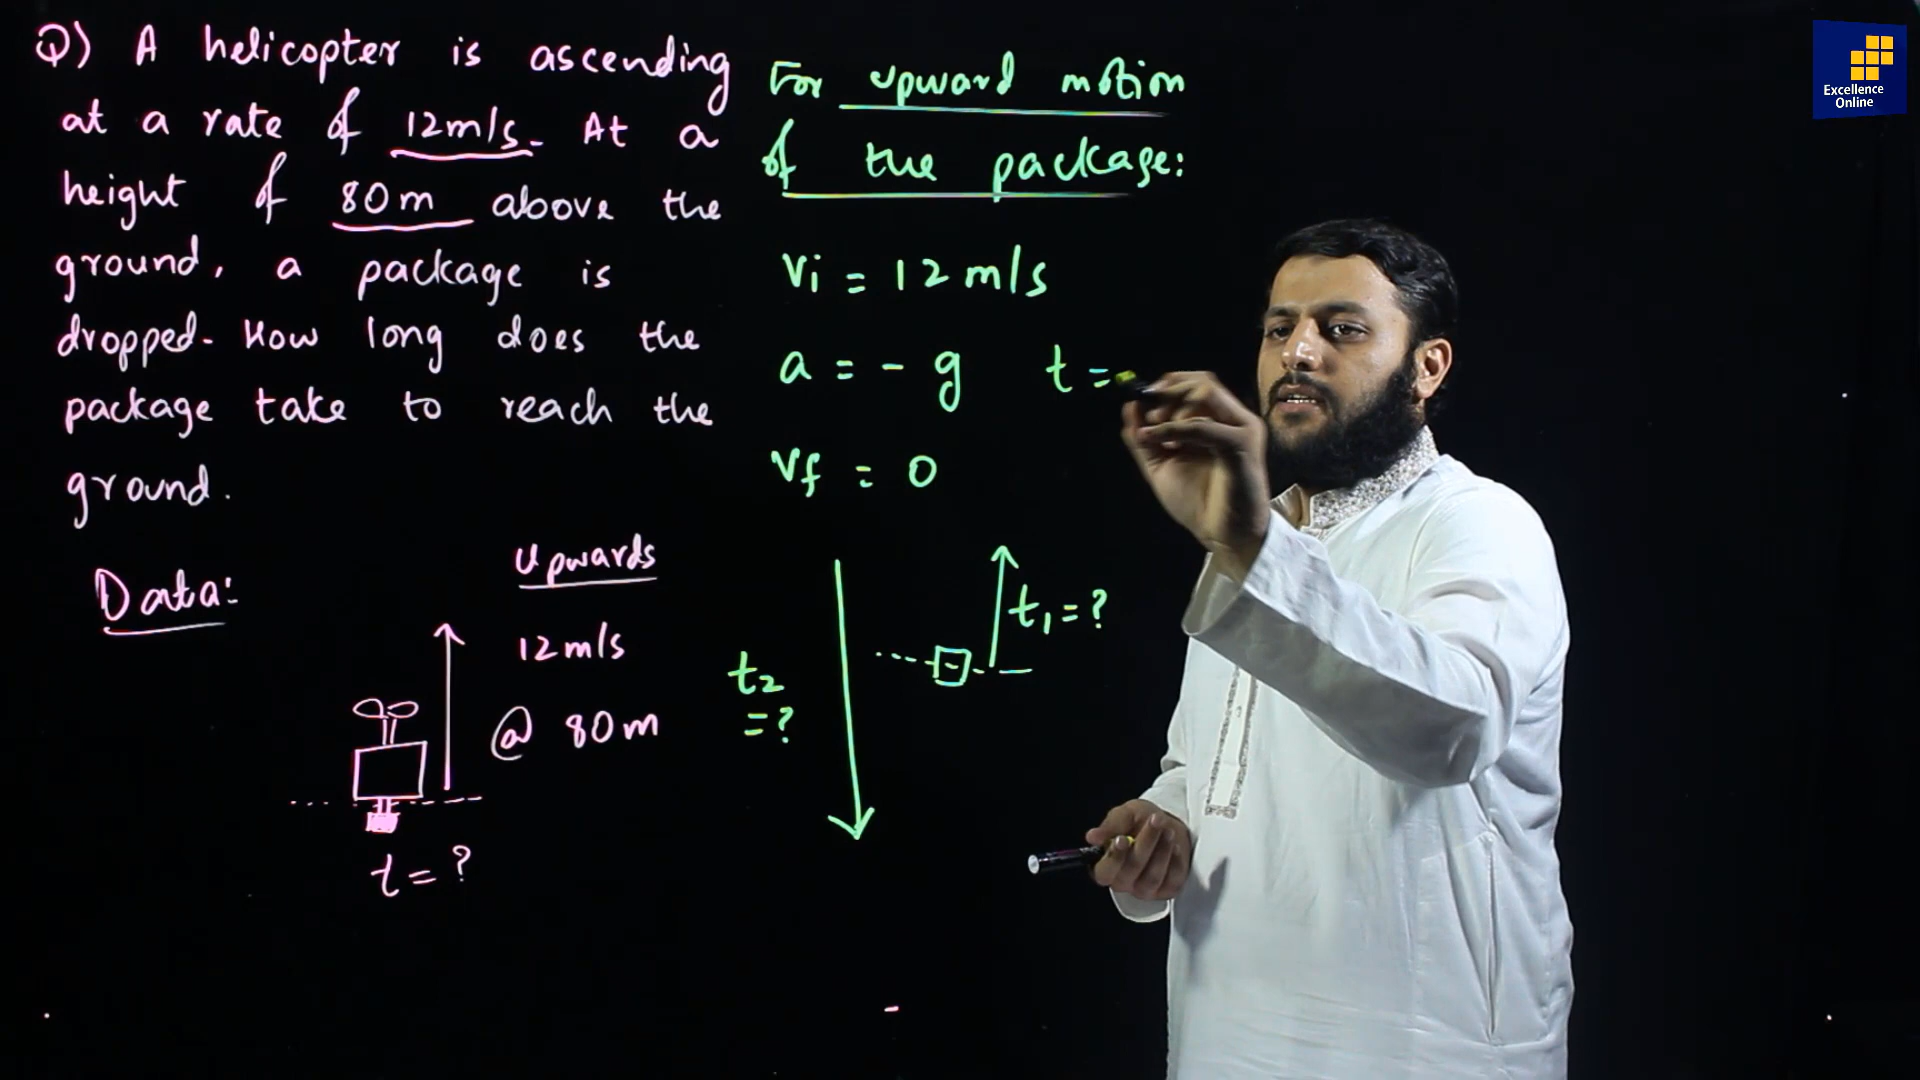 Q) A helicopter is ascending
at a rate of 12m/s. At a
height of 80m above the
ground, a package is
dropped. How long does the
package take to reach the
ground.
Data:
Upwards
12m/s
@ 80m
t = ?
For upward motion
of the package:
vi = 12 m/s
a = - g t =
vf = 0
t1 = ?
t2
= ?
Excellence
Online